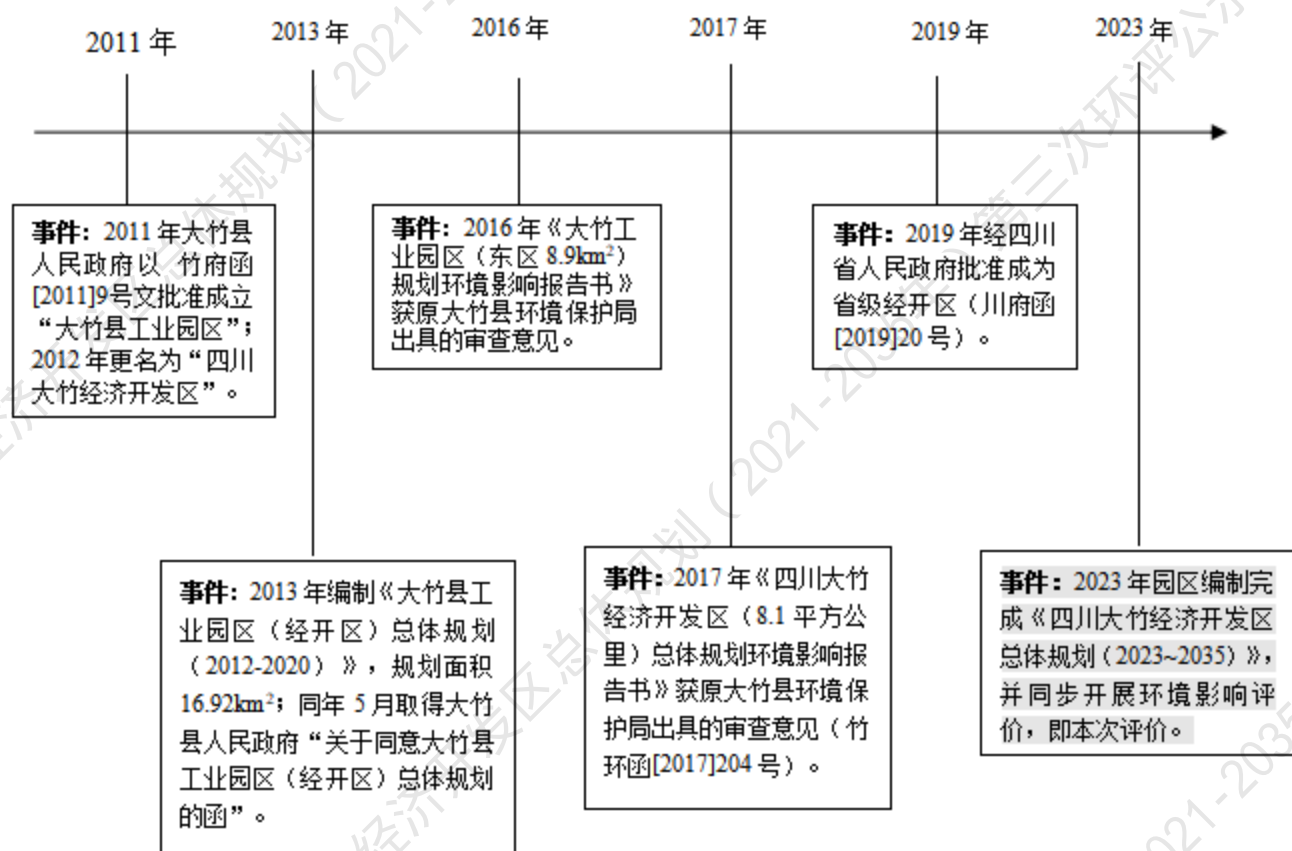 2011 年
2013 年
2016 年
2017 年
2019 年
2023 年
事件：2011 年大竹县
人民政府以 竹府函
[2011]9号文批准成立
“大竹县工业园区”；
2012 年更名为“四川
大竹经济开发区”。
事件：2016 年《大竹工
业园区（东区 8.9km²）
规划环境影响报告书》
获原大竹县环境保护局
出具的审查意见。
事件：2019 年经四川
省人民政府批准成为
省级经开区（川府函
[2019]20 号）。
事件：2013 年编制《大竹县工
业园区（经开区）总体规划
（2012-2020）》，规划面积
16.92km²；同年 5 月取得大竹
县人民政府“关于同意大竹县
工业园区（经开区）总体规划
的函”。
事件：2017 年《四川大竹
经济开发区（8.1 平方公
里）总体规划环境影响报
告书》获原大竹县环境保
护局出具的审查意见（竹
环函[2017]204 号）。
事件：2023 年园区编制完
成《四川大竹经济开发区
总体规划（2023~2035）》，
并同步开展环境影响评
价，即本次评价。